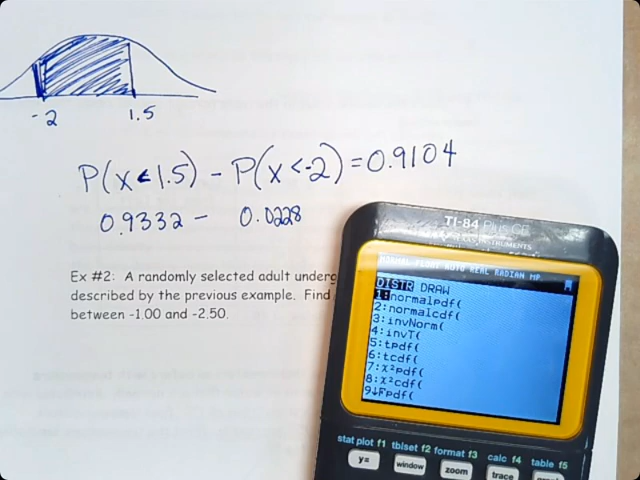 -2 1.5
P(x < 1.5) - P(x < -2) = 0.9104
0.9332 - 0.0228
Ex #2: A randomly selected adult underg
described by the previous example. Find
between -1.00 and -2.50.
TI-84 Plus CE
INSTRUMENTS
NORMAL FLOAT AUTO REAL RADIAN MP
DISTR DRAW
1:normalpdf(
2:normalcdf(
3:invNorm(
4:invT(
5:tpdf(
6:tcdf(
7:χ²pdf(
8:χ²cdf(
9↓Fpdf(
stat plot f1 tblset f2 format f3 calc f4 table f5
y= window zoom trace